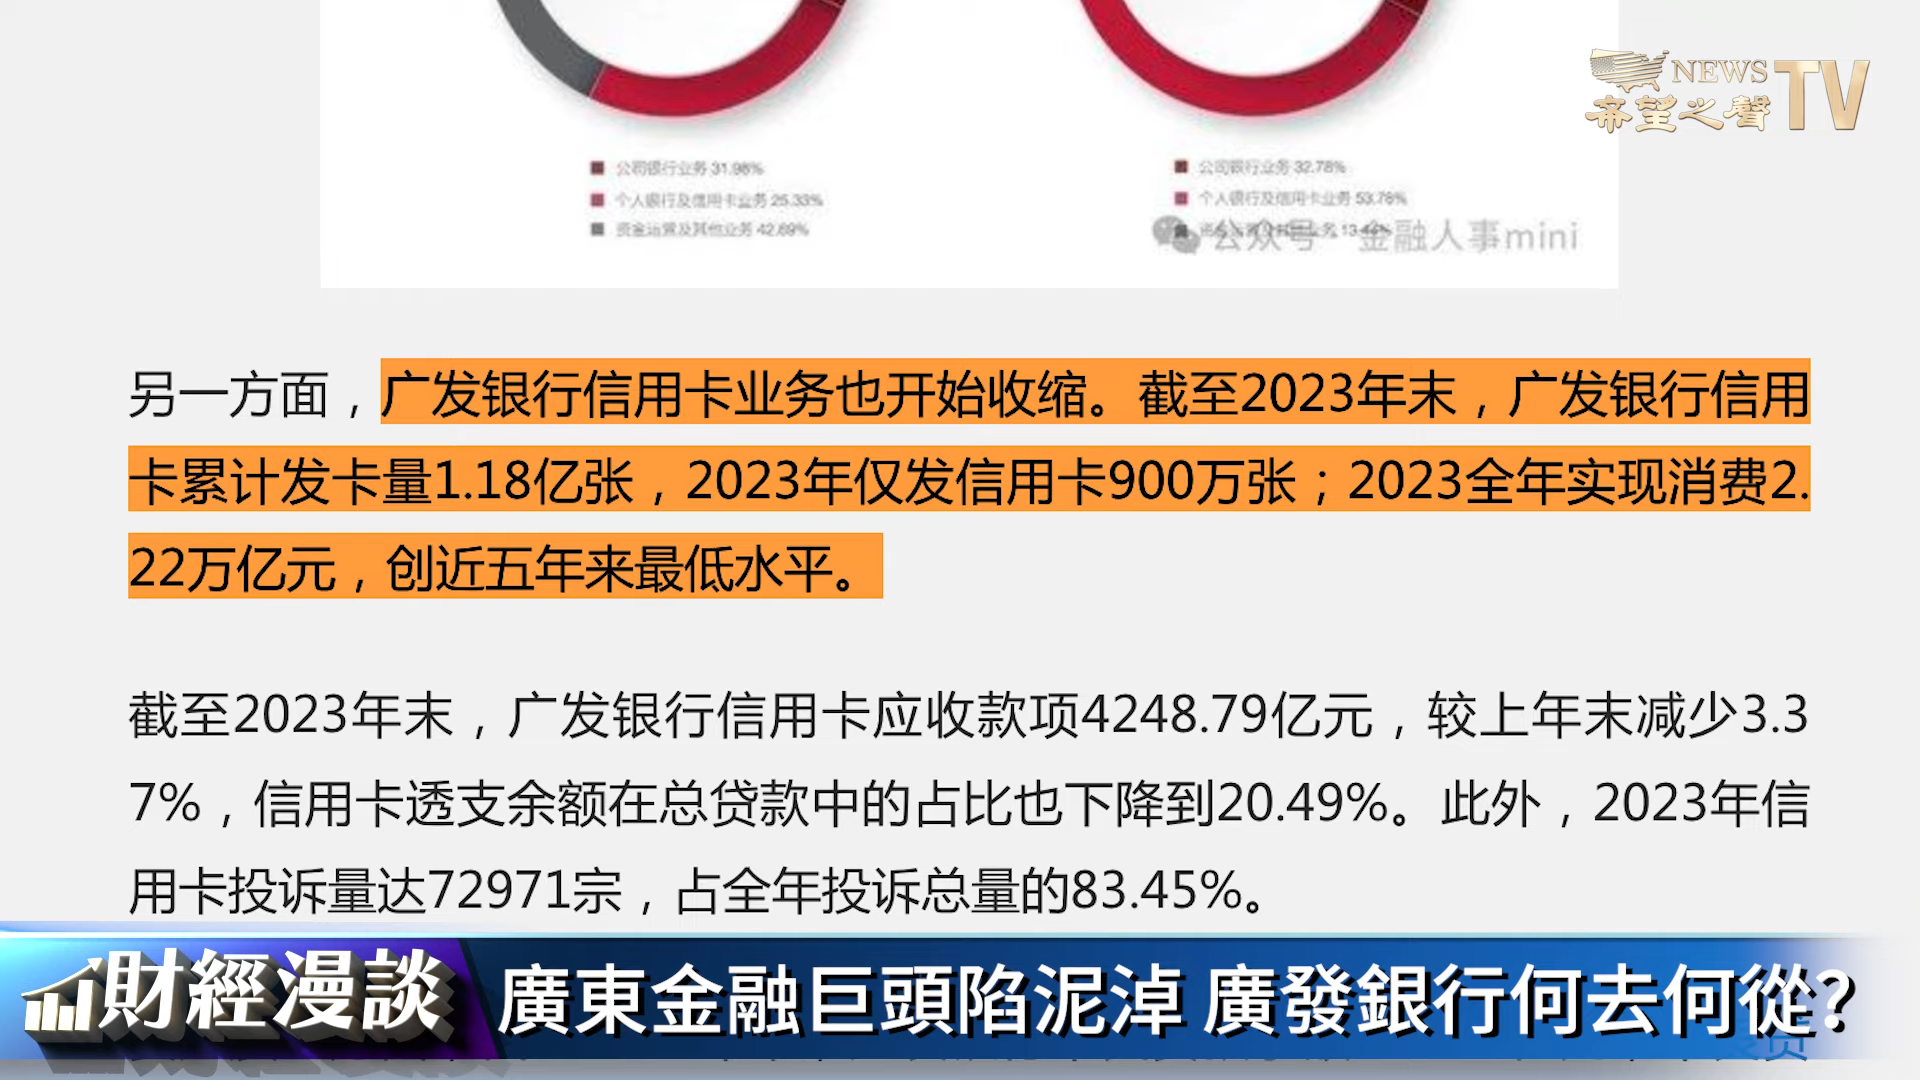 NEWS
希望之聲TV
公司银行业务 31.98%
个人银行及信用卡业务 25.33%
资金运营及其他业务 42.69%
公司银行业务 32.78%
个人银行及信用卡业务 53.78%
公众号 金融人事mini
另一方面，广发银行信用卡业务也开始收缩。截至2023年末，广发银行信用
卡累计发卡量1.18亿张，2023年仅发信用卡900万张；2023全年实现消费2.
22万亿元，创近五年来最低水平。
截至2023年末，广发银行信用卡应收款项4248.79亿元，较上年末减少3.3
7%，信用卡透支余额在总贷款中的占比也下降到20.49%。此外，2023年信
用卡投诉量达72971宗，占全年投诉总量的83.45%。
財經漫談
廣東金融巨頭陷泥淖 廣發銀行何去何從？